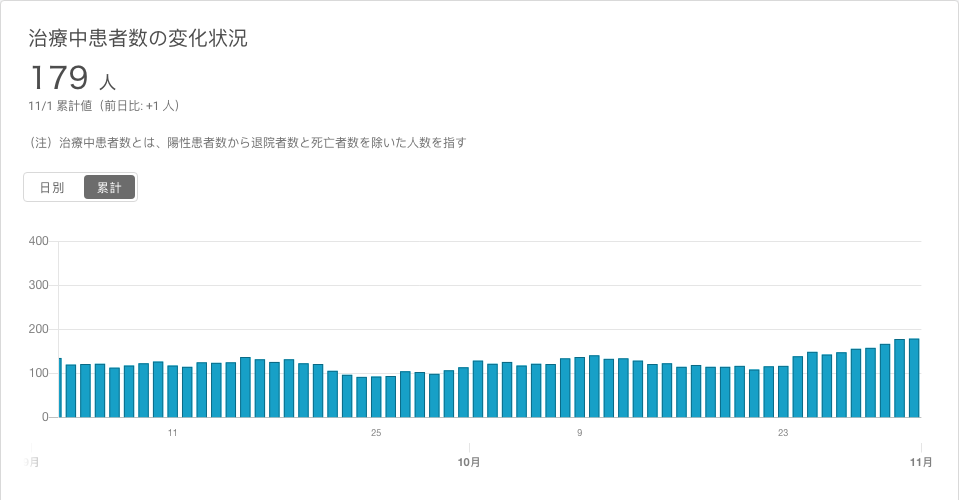 治療中患者数の変化状況
179 人
11/1 累計値（前日比: +1 人）
（注）治療中患者数とは、陽性患者数から退院者数と死亡者数を除いた人数を指す
日別 累計
400
300
200
100
0
11 25 9 23
月 10月 11月